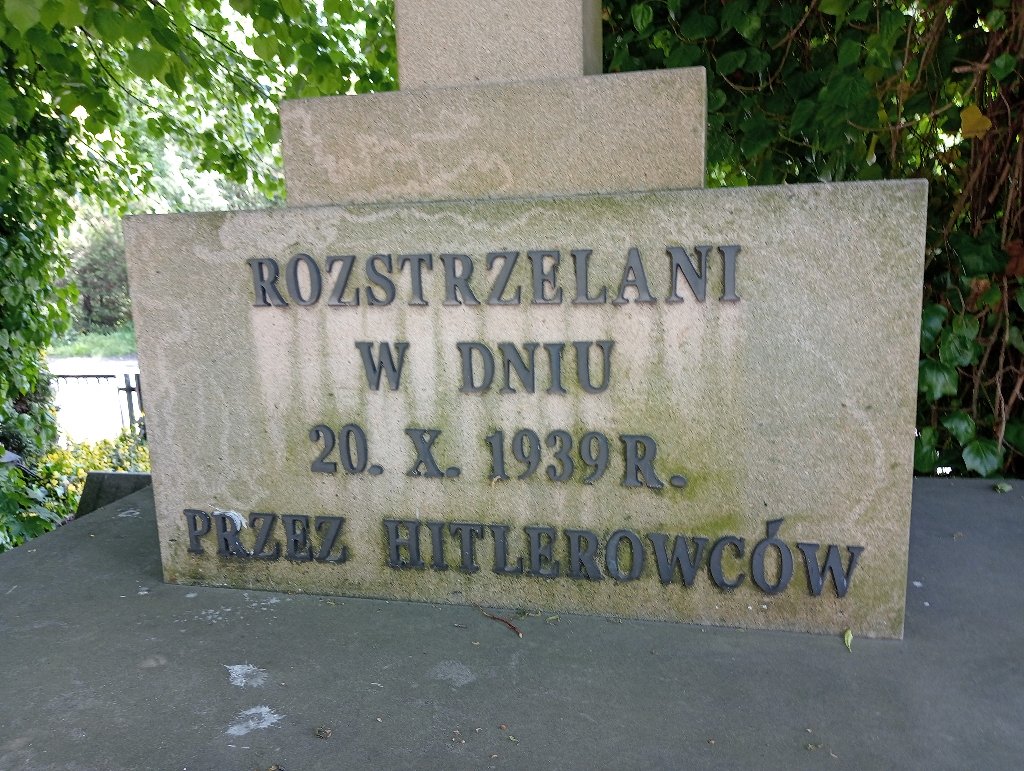 ROZSTRZELANI
W DNIU
20. X. 1939 R.
PRZEZ HITLEROWCÓW